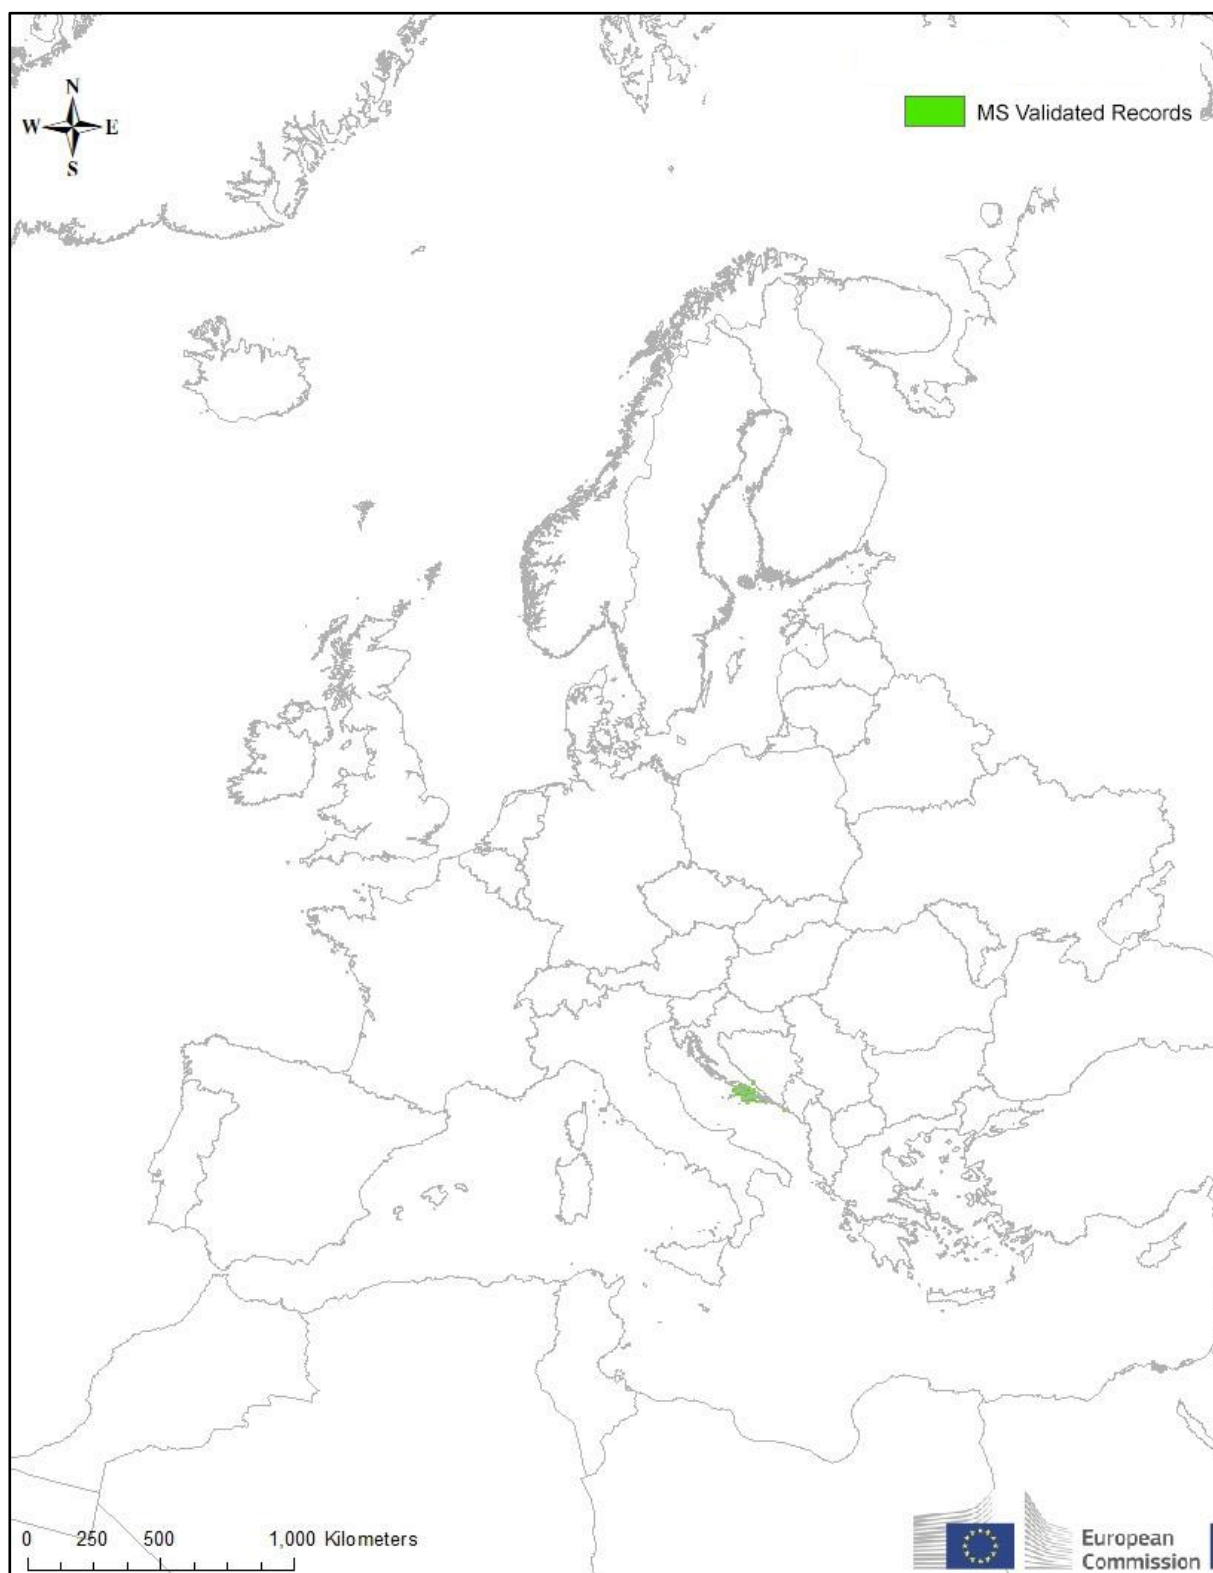 N
W E
S
MS Validated Records
0 250 500 1,000 Kilometers
European
Commission